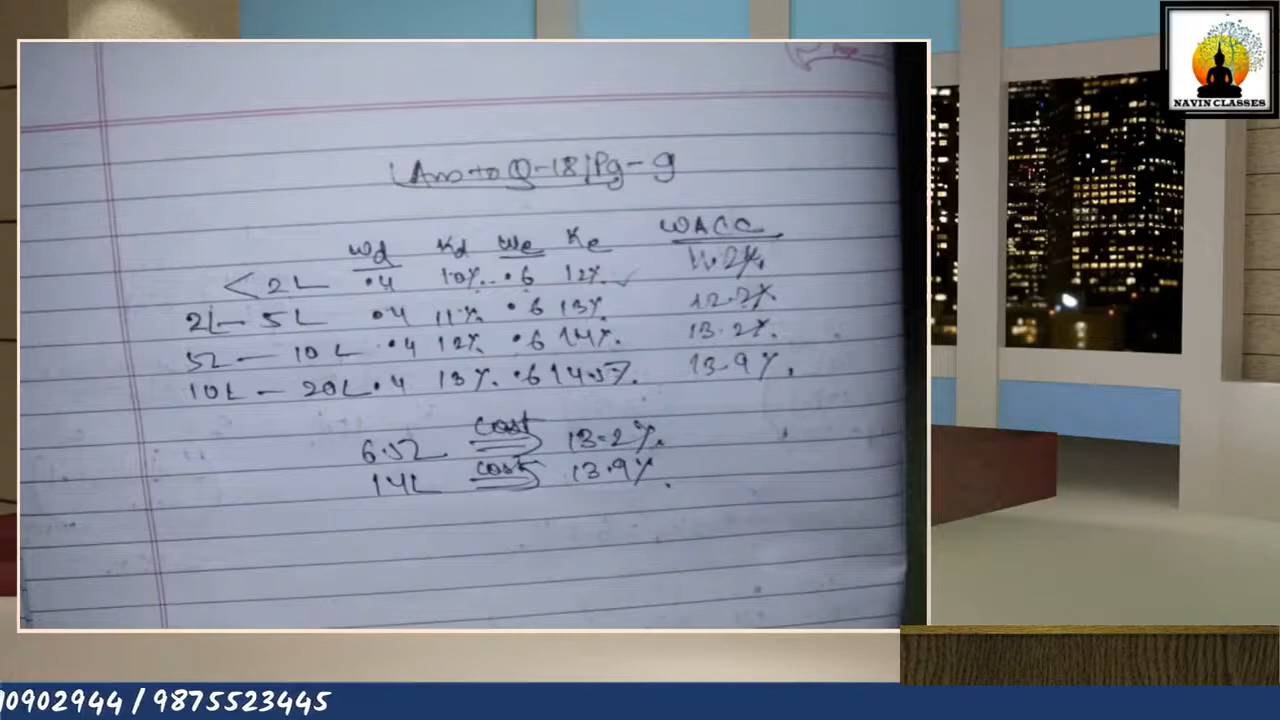 NAVIN CLASSES
Ans to Q-18/Pg-9
Wd Kd We Ke WACC
<2L .4 10% .6 12% 11.2%
2L-5L .4 11% .6 13% 12.2%
5L - 10L .4 12% .6 14% 13.2%
10L - 20L .4 13% .6 14.5% 13.9%
6.5L cost 13.2%
14L cost 13.9%
0902944 / 9875523445